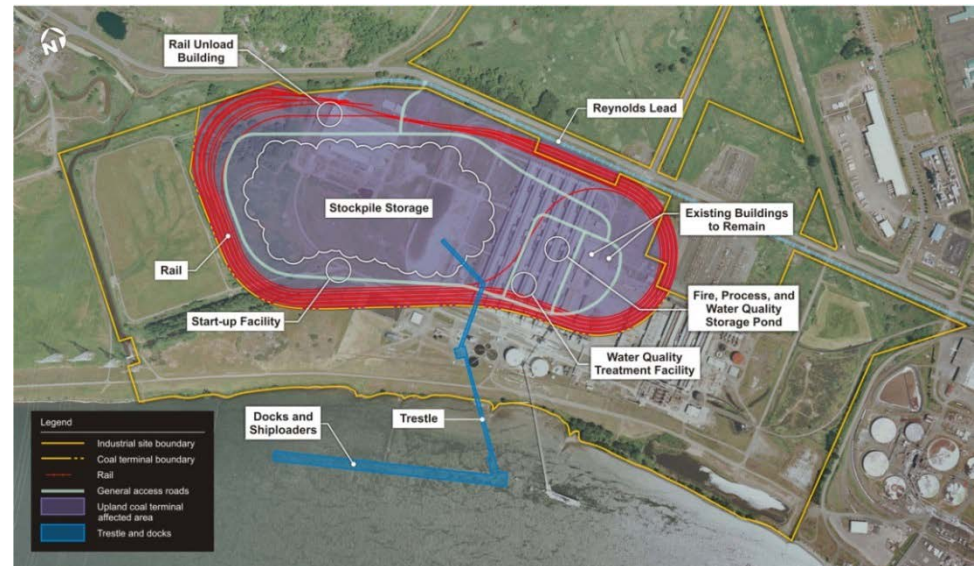 N
Rail Unload
Building
Reynolds Lead
Stockpile Storage
Existing Buildings
to Remain
Rail
Start-up Facility
Fire, Process, and
Water Quality
Storage Pond
Water Quality
Treatment Facility
Docks and
Shiploaders
Trestle
Legend
Industrial site boundary
Coal terminal boundary
Rail
General access roads
Upland coal terminal
affected area
Trestle and docks